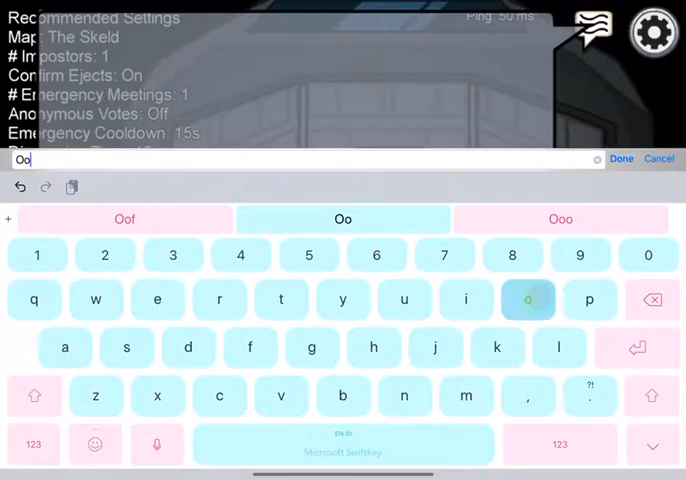 Recommended Settings
Ping: 50 ms
Map: The Skeld
# Impostors: 1
Confirm Ejects: On
# Emergency Meetings: 1
Anonymous Votes: Off
Emergency Cooldown: 15s
Oo
Done Cancel
+ Oof Oo Ooo
1 2 3 4 5 6 7 8 9 0
q w e r t y u i o p
a s d f g h j k l
z x c v b n m , ?! .
123 EN ID 123
Microsoft SwiftKey